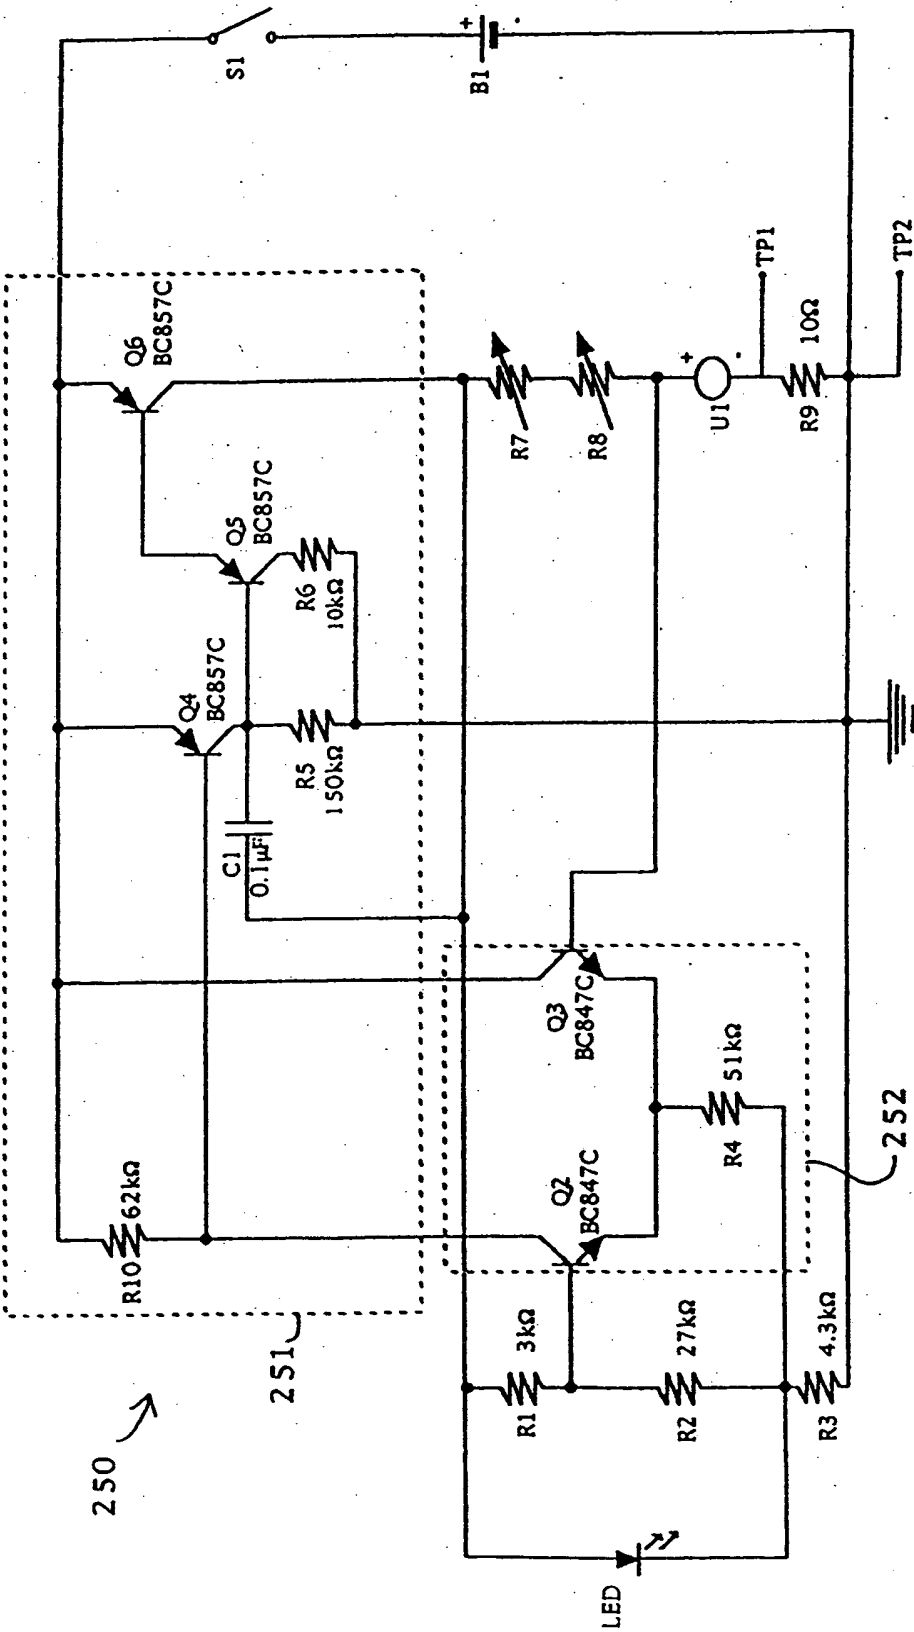 S1
+
B1
Q6
BC857C
Q5
BC857C
Q4
BC857C
R6
10kΩ
R5
150kΩ
C1
0.1µF
R10 62kΩ
251
250
R7
R8
+
U1
TP1
R9
10Ω
TP2
Q3
BC847C
Q2
BC847C
R4
51kΩ
252
R1
3kΩ
R2
27kΩ
R3
4.3kΩ
LED